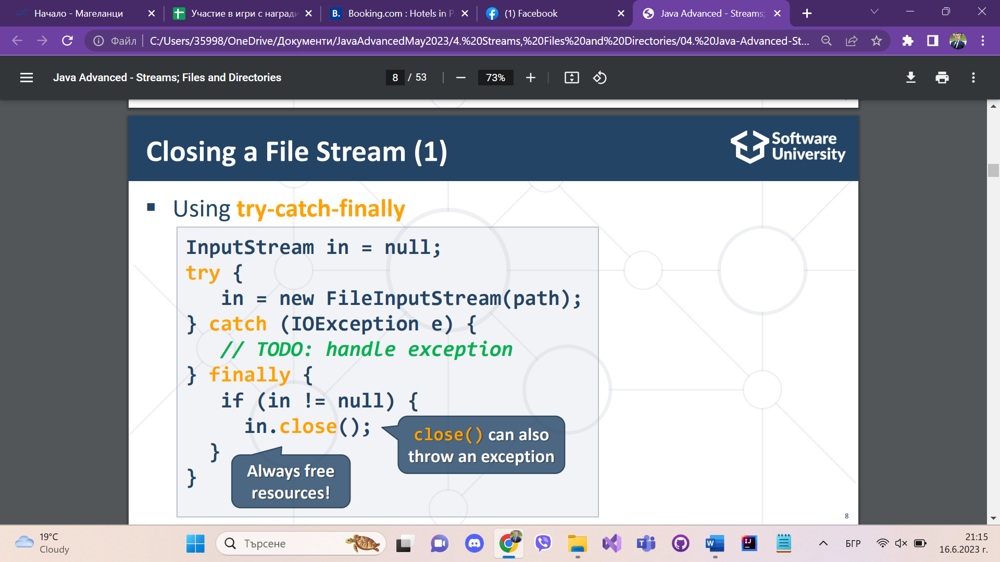 Начало - Магеланци
Участие в игри с награди
Booking.com : Hotels in P
(1) Facebook
Java Advanced - Streams;
Файл
C:/Users/35998/OneDrive/Документи/JavaAdvancedMay2023/4.%20Streams,%20Files%20and%20Directories/04.%20Java-Advanced-St...
Java Advanced - Streams; Files and Directories
8 / 53
73%
Closing a File Stream (1)
Software
University
Using try-catch-finally
InputStream in = null;
try {
in = new FileInputStream(path);
} catch (IOException e) {
// TODO: handle exception
} finally {
if (in != null) {
in.close();
}
}
close() can also
throw an exception
Always free
resources!
8
19°C
Cloudy
Търсене
БГР
21:15
16.6.2023 г.